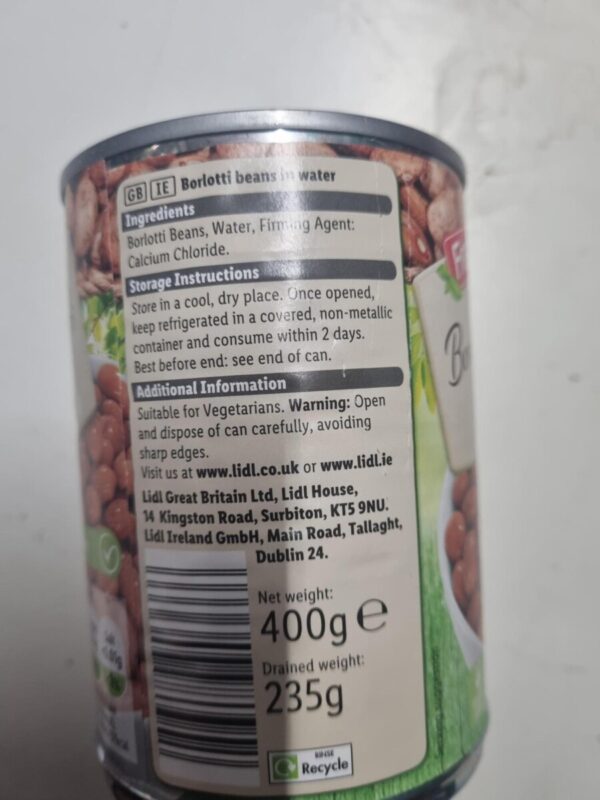 GB IE Borlotti beans in water
Ingredients
Borlotti Beans, Water, Firming Agent:
Calcium Chloride.
Storage Instructions
Store in a cool, dry place. Once opened,
keep refrigerated in a covered, non-metallic
container and consume within 2 days.
Best before end: see end of can.
Additional Information
Suitable for Vegetarians. Warning: Open
and dispose of can carefully, avoiding
sharp edges.
Visit us at www.lidl.co.uk or www.lidl.ie
Lidl Great Britain Ltd, Lidl House,
14 Kingston Road, Surbiton, KT5 9NU.
Lidl Ireland GmbH, Main Road, Tallaght,
Dublin 24.
Net weight:
400g e
Drained weight:
235g
RINSE
Recycle